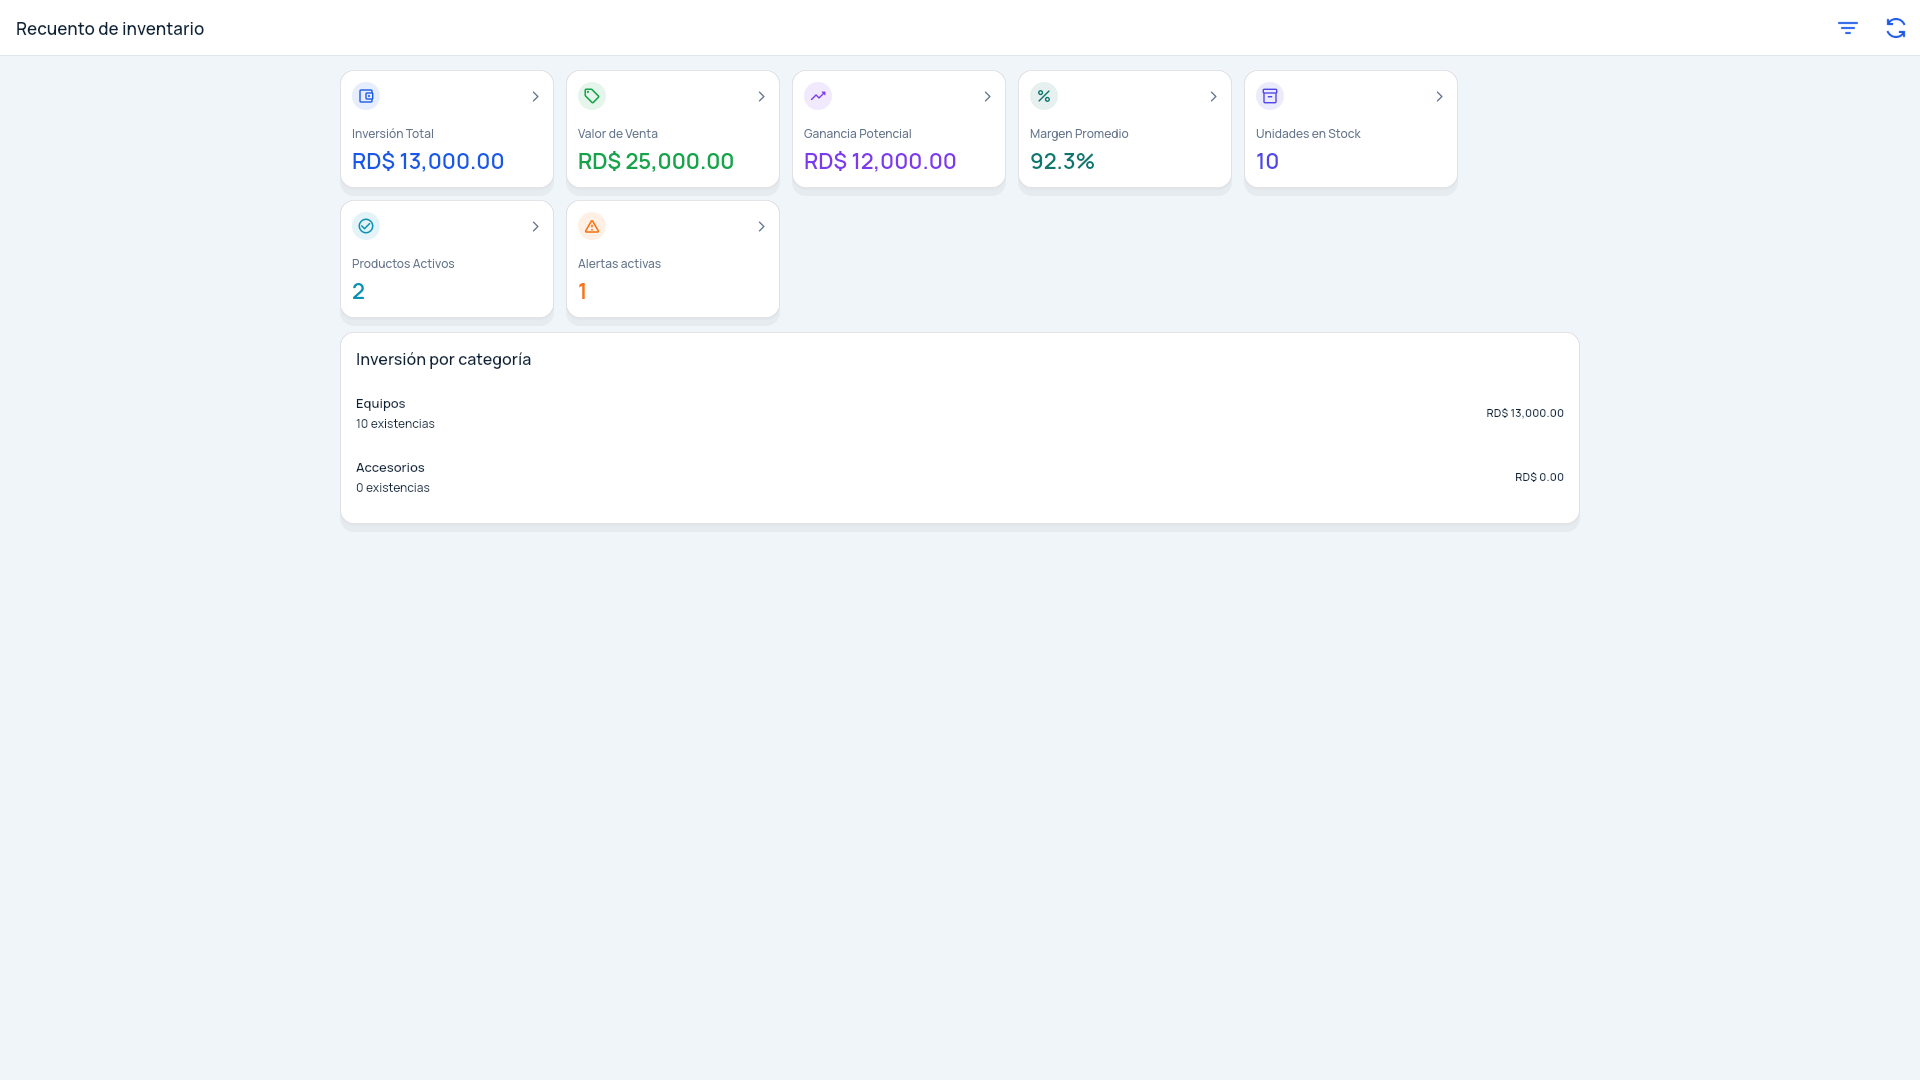 Recuento de inventario
Inversión Total
RD$ 13,000.00
Valor de Venta
RD$ 25,000.00
Ganancia Potencial
RD$ 12,000.00
Margen Promedio
92.3%
Unidades en Stock
10
Productos Activos
2
Alertas activas
1
Inversión por categoría
Equipos
10 existencias
RD$ 13,000.00
Accesorios
0 existencias
RD$ 0.00